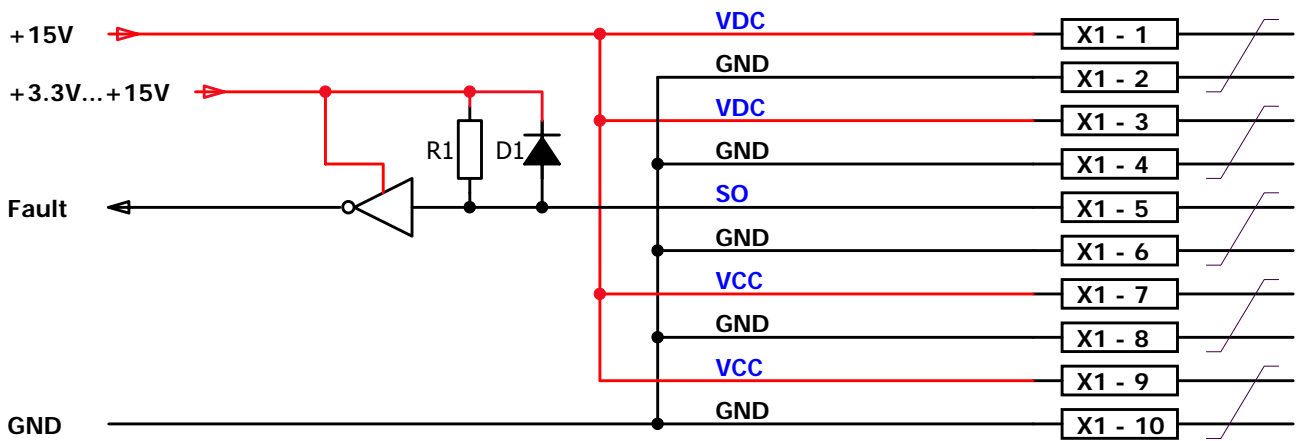 +15V VDC X1 - 1
GND X1 - 2
+3.3V...+15V VDC X1 - 3
R1 D1 GND X1 - 4
Fault SO X1 - 5
GND X1 - 6
VCC X1 - 7
GND X1 - 8
VCC X1 - 9
GND GND X1 - 10